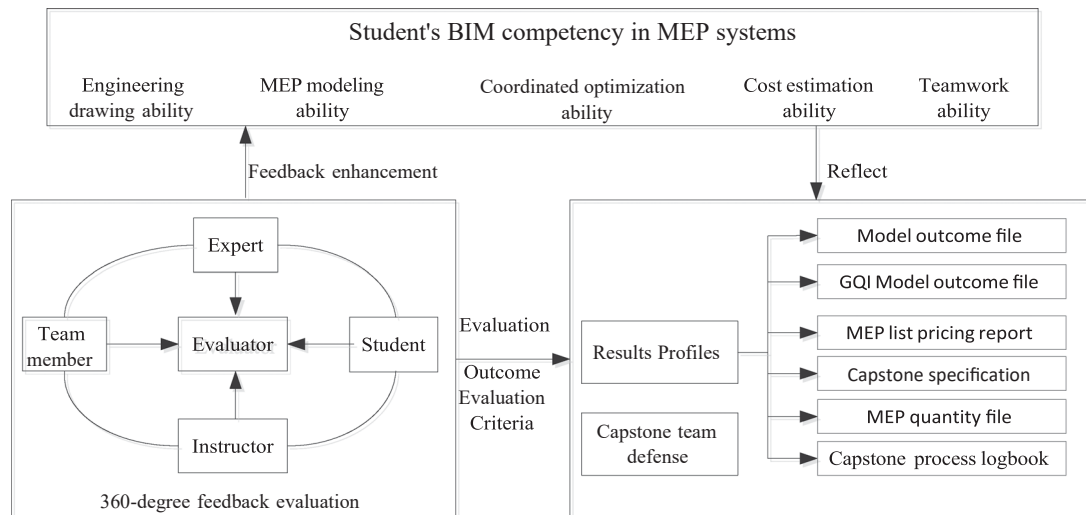 Student's BIM competency in MEP systems
Engineering
drawing ability
MEP modeling
ability
Coordinated optimization
ability
Cost estimation
ability
Teamwork
ability
Feedback enhancement
Reflect
Expert
Team
member
Evaluator
Student
Instructor
360-degree feedback evaluation
Evaluation
Outcome
Evaluation
Criteria
Results Profiles
Capstone team
defense
Model outcome file
GQI Model outcome file
MEP list pricing report
Capstone specification
MEP quantity file
Capstone process logbook